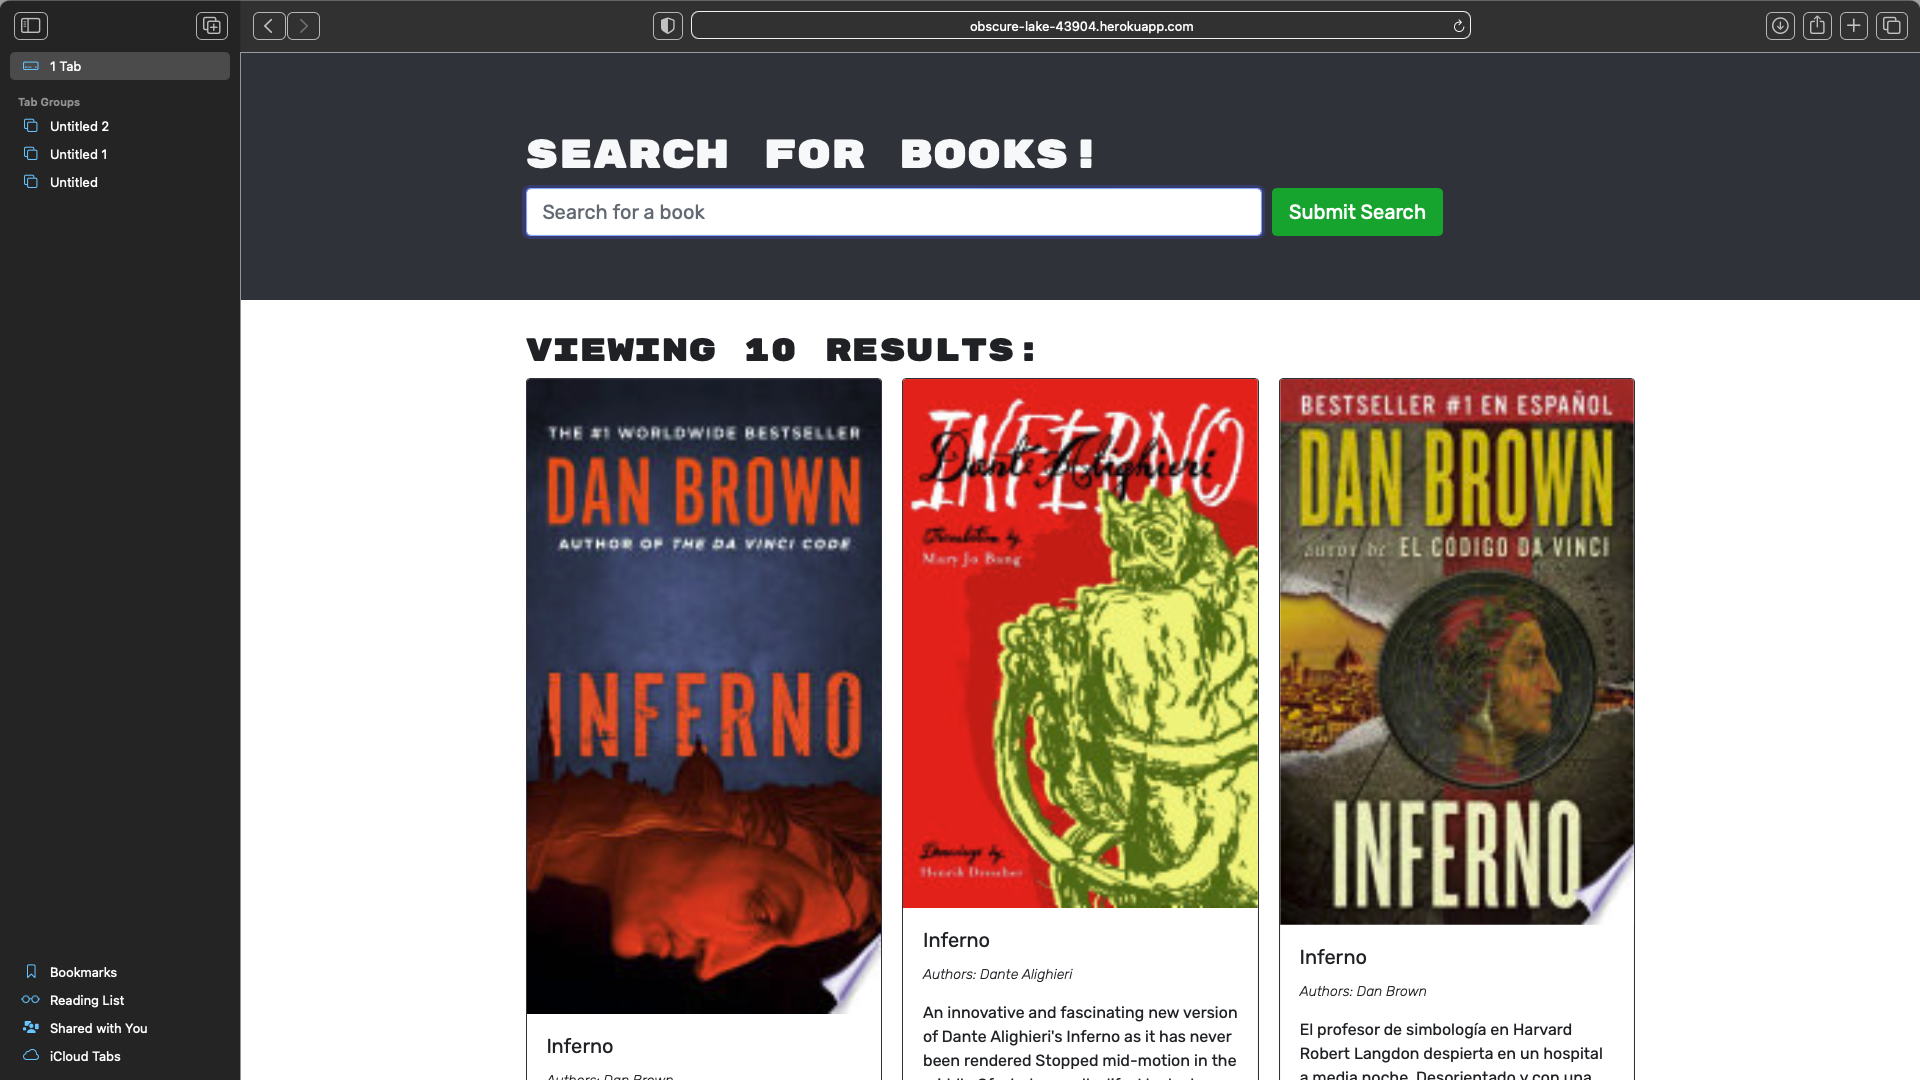 obscure-lake-43904.herokuapp.com
1 Tab
Tab Groups
Untitled 2
Untitled 1
Untitled
Bookmarks
Reading List
Shared with You
iCloud Tabs
SEARCH FOR BOOKS!
Search for a book
Submit Search
VIEWING 10 RESULTS:
THE #1 WORLDWIDE BESTSELLER
DAN BROWN
AUTHOR OF THE DA VINCI CODE
INFERNO
Inferno
Authors: Dan Brown
INFERNO
Dante Alighieri
Translation by
Mary Jo Bang
Drawings by
Henrik Drescher
Inferno
Authors: Dante Alighieri
An innovative and fascinating new version
of Dante Alighieri's Inferno as it has never
been rendered Stopped mid-motion in the
BESTSELLER #1 EN ESPAÑOL
DAN BROWN
autor de EL CÓDIGO DA VINCI
INFERNO
Inferno
Authors: Dan Brown
El profesor de simbología en Harvard
Robert Langdon despierta en un hospital
a media noche. Desorientado y con una